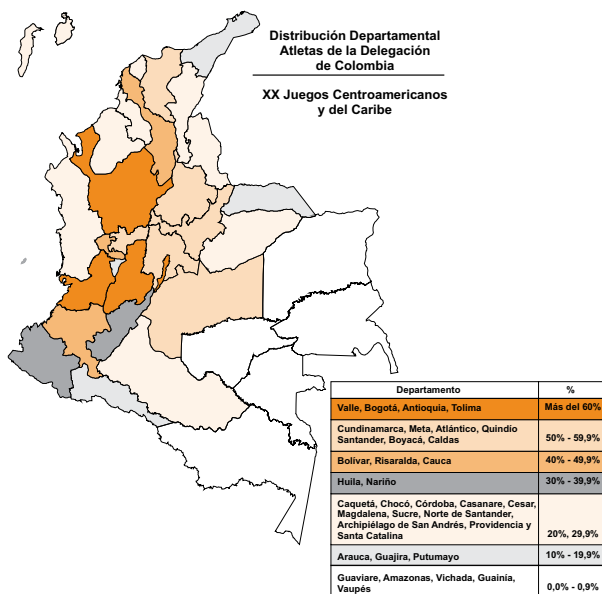 Distribución Departamental
Atletas de la Delegación
de Colombia
XX Juegos Centroamericanos
y del Caribe
Departamento %
Valle, Bogotá, Antioquia, Tolima Más del 60%
Cundinamarca, Meta, Atlántico, Quindío
Santander, Boyacá, Caldas 50% - 59,9%
Bolívar, Risaralda, Cauca 40% - 49,9%
Huila, Nariño 30% - 39,9%
Caquetá, Chocó, Córdoba, Casanare, Cesar,
Magdalena, Sucre, Norte de Santander,
Archipiélago de San Andrés, Providencia y
Santa Catalina 20%, 29,9%
Arauca, Guajira, Putumayo 10% - 19,9%
Guaviare, Amazonas, Vichada, Guainía,
Vaupés 0,0% - 0,9%